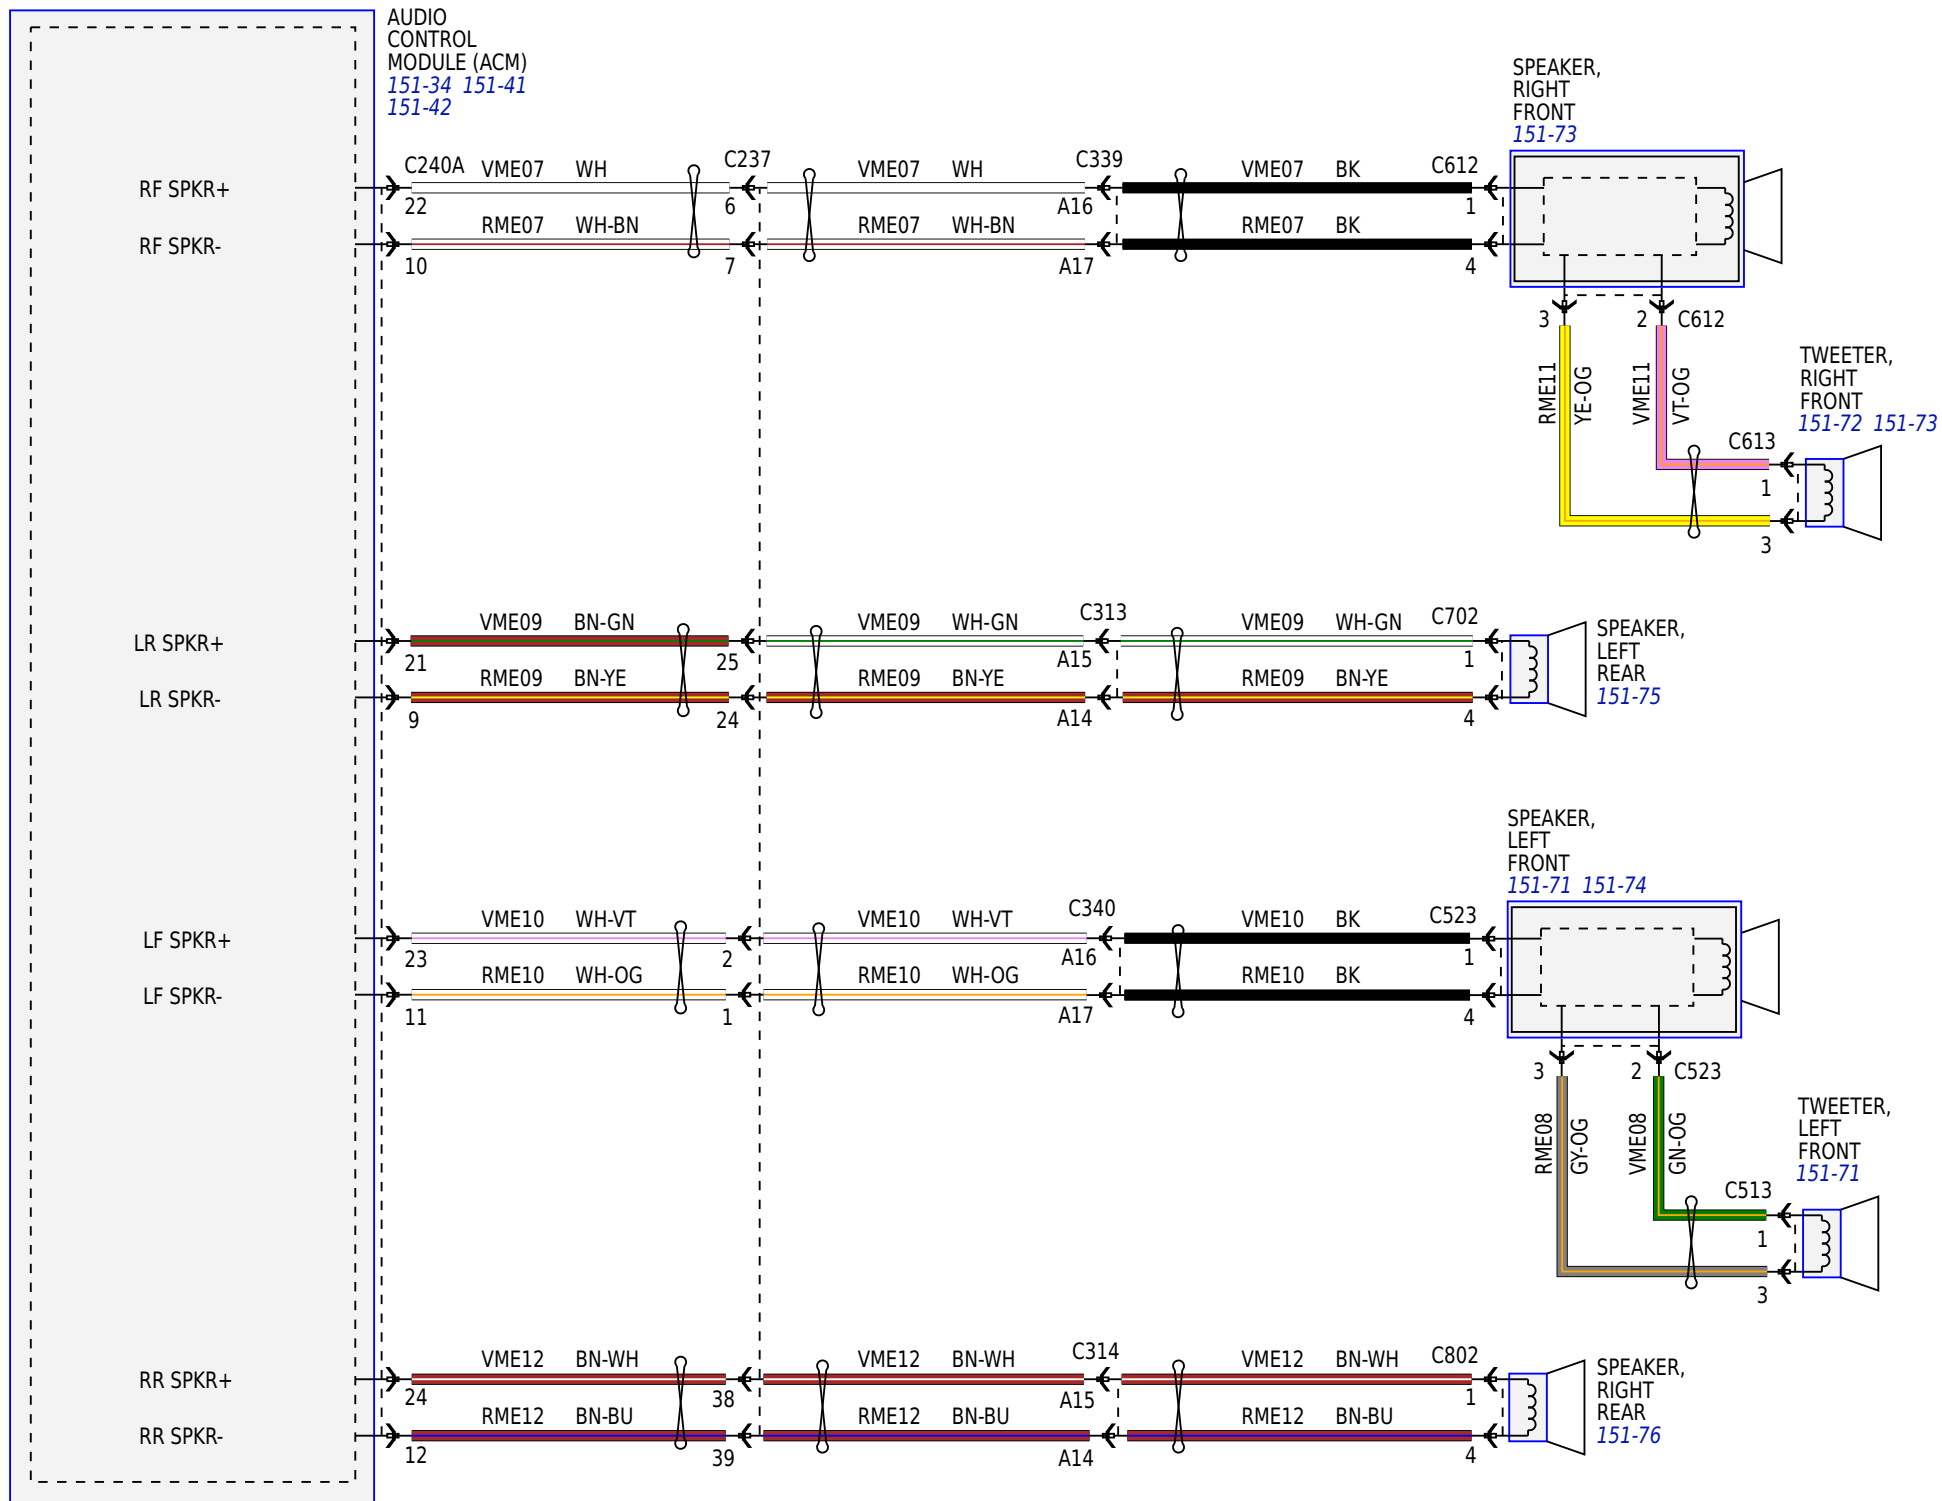 AUDIO
CONTROL
MODULE (ACM)
151-34 151-41
151-42
SPEAKER,
RIGHT
FRONT
151-73
RF SPKR+
C240A
22
VME07 WH
C237
6
VME07 WH
C339
A16
VME07 BK
C612
1
RF SPKR-
10
RME07 WH-BN
7
RME07 WH-BN
A17
RME07 BK
4
3
2
C612
RME11
YE-OG
VME11
VT-OG
TWEETER,
RIGHT
FRONT
151-72 151-73
C613
1
3
LR SPKR+
21
VME09 BN-GN
25
VME09 WH-GN
C313
A15
VME09 WH-GN
C702
1
LR SPKR-
9
RME09 BN-YE
24
RME09 BN-YE
A14
RME09 BN-YE
4
SPEAKER,
LEFT
REAR
151-75
SPEAKER,
LEFT
FRONT
151-71 151-74
LF SPKR+
23
VME10 WH-VT
2
VME10 WH-VT
C340
A16
VME10 BK
C523
1
LF SPKR-
11
RME10 WH-OG
1
RME10 WH-OG
A17
RME10 BK
4
3
2
C523
RME08
GY-OG
VME08
GN-OG
TWEETER,
LEFT
FRONT
151-71
C513
1
3
RR SPKR+
24
VME12 BN-WH
38
VME12 BN-WH
C314
A15
VME12 BN-WH
C802
1
RR SPKR-
12
RME12 BN-BU
39
RME12 BN-BU
A14
RME12 BN-BU
4
SPEAKER,
RIGHT
REAR
151-76